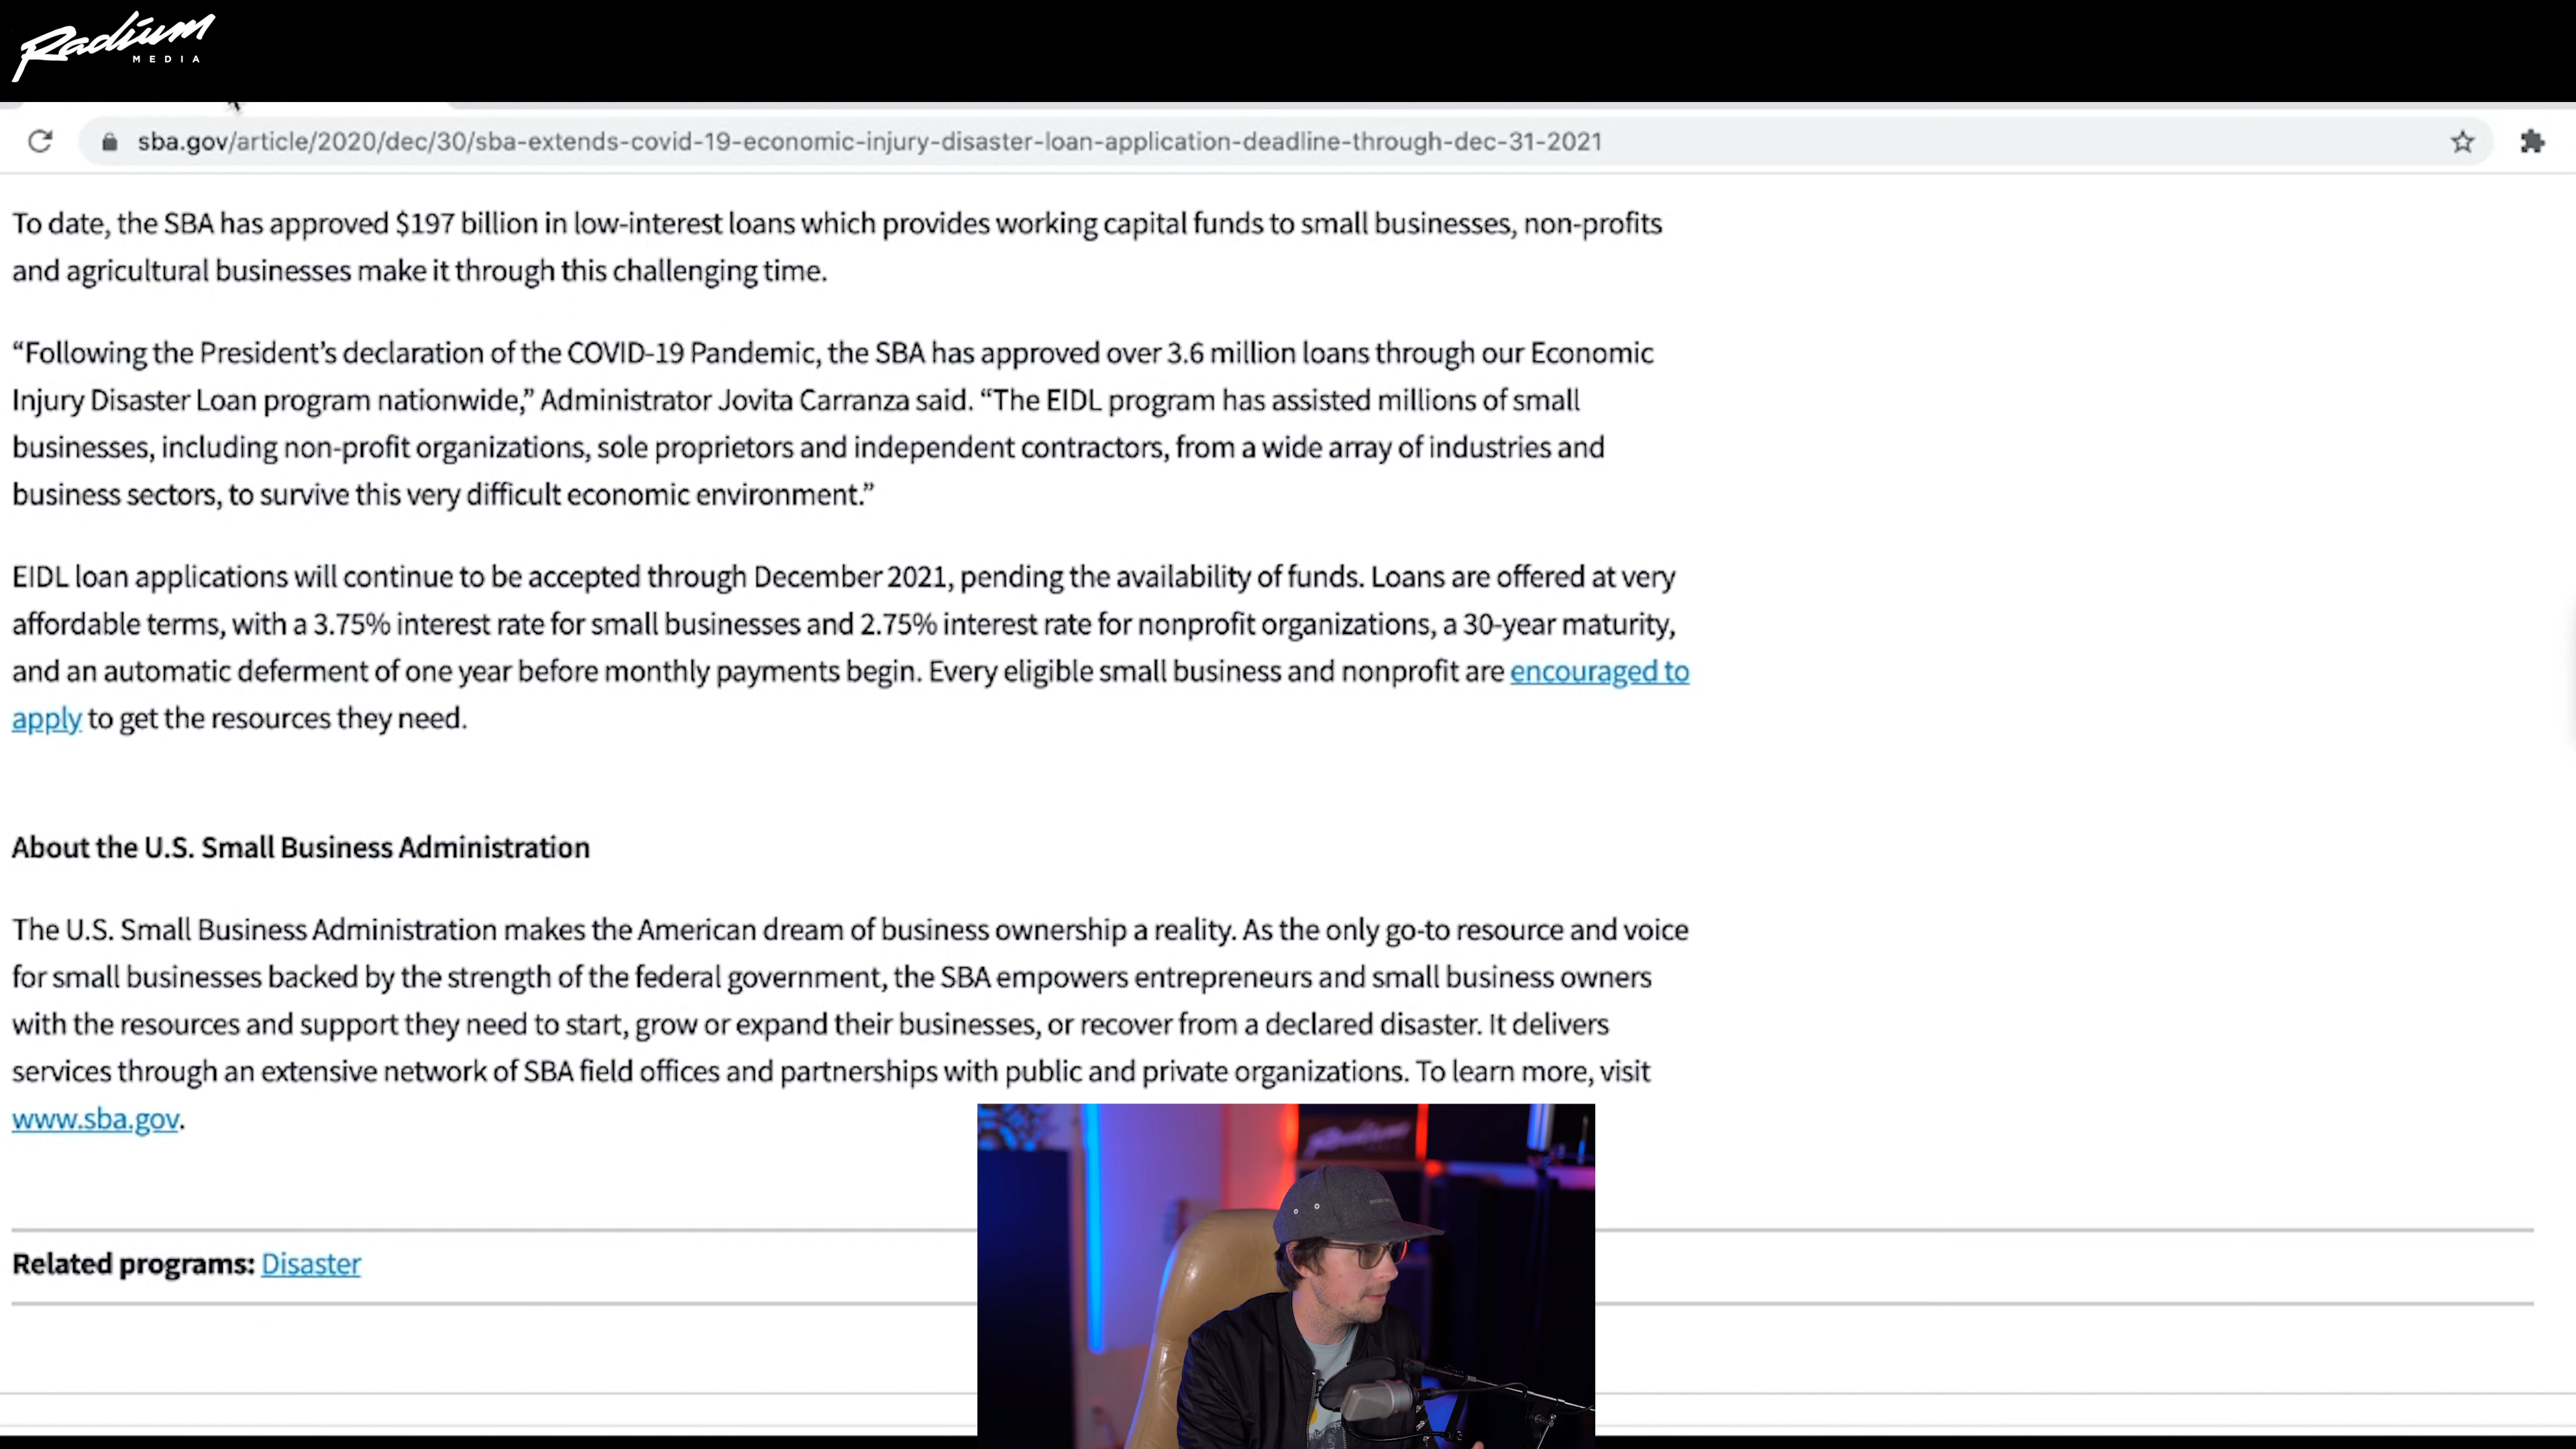 Radium
MEDIA
sba.gov/article/2020/dec/30/sba-extends-covid-19-economic-injury-disaster-loan-application-deadline-through-dec-31-2021
To date, the SBA has approved $197 billion in low-interest loans which provides working capital funds to small businesses, non-profits
and agricultural businesses make it through this challenging time.
“Following the President’s declaration of the COVID-19 Pandemic, the SBA has approved over 3.6 million loans through our Economic
Injury Disaster Loan program nationwide,” Administrator Jovita Carranza said. “The EIDL program has assisted millions of small
businesses, including non-profit organizations, sole proprietors and independent contractors, from a wide array of industries and
business sectors, to survive this very difficult economic environment.”
EIDL loan applications will continue to be accepted through December 2021, pending the availability of funds. Loans are offered at very
affordable terms, with a 3.75% interest rate for small businesses and 2.75% interest rate for nonprofit organizations, a 30-year maturity,
and an automatic deferment of one year before monthly payments begin. Every eligible small business and nonprofit are encouraged to
apply to get the resources they need.
About the U.S. Small Business Administration
The U.S. Small Business Administration makes the American dream of business ownership a reality. As the only go-to resource and voice
for small businesses backed by the strength of the federal government, the SBA empowers entrepreneurs and small business owners
with the resources and support they need to start, grow or expand their businesses, or recover from a declared disaster. It delivers
services through an extensive network of SBA field offices and partnerships with public and private organizations. To learn more, visit
www.sba.gov.
Radium
Related programs: Disaster